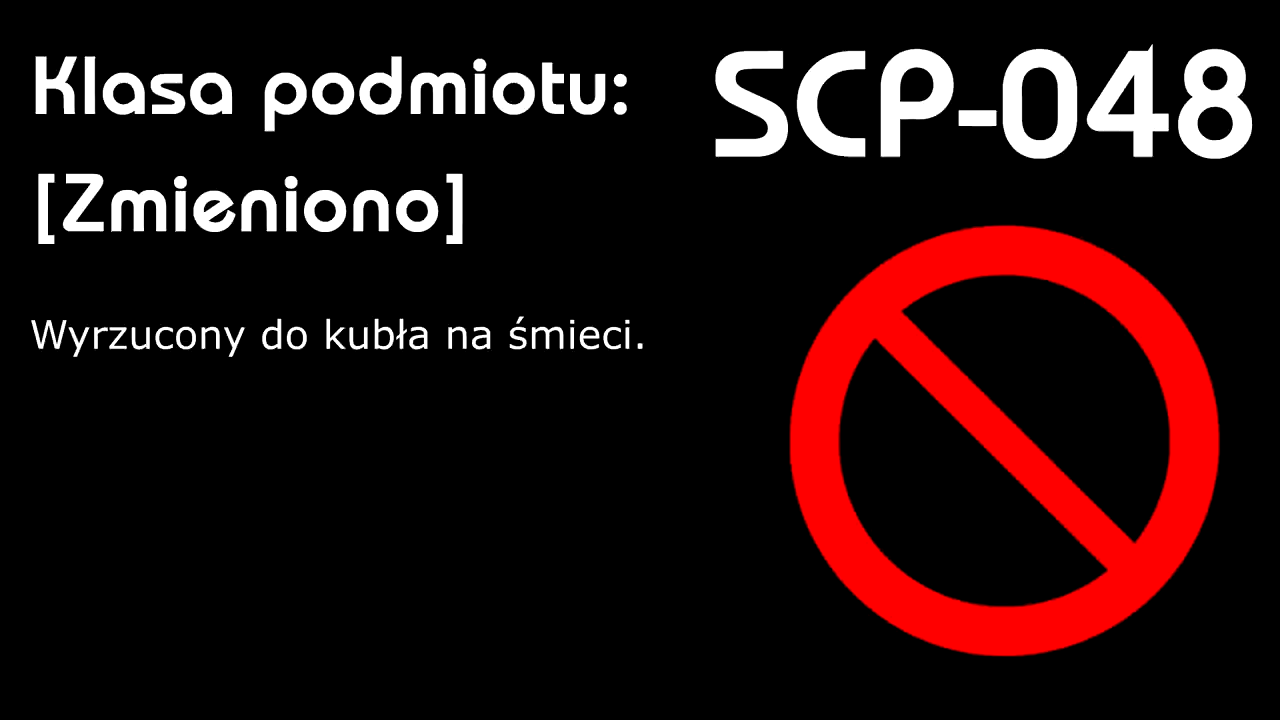 Klasa podmiotu:
[Zmieniono]
Wyrzucony do kubła na śmieci.
SCP-048